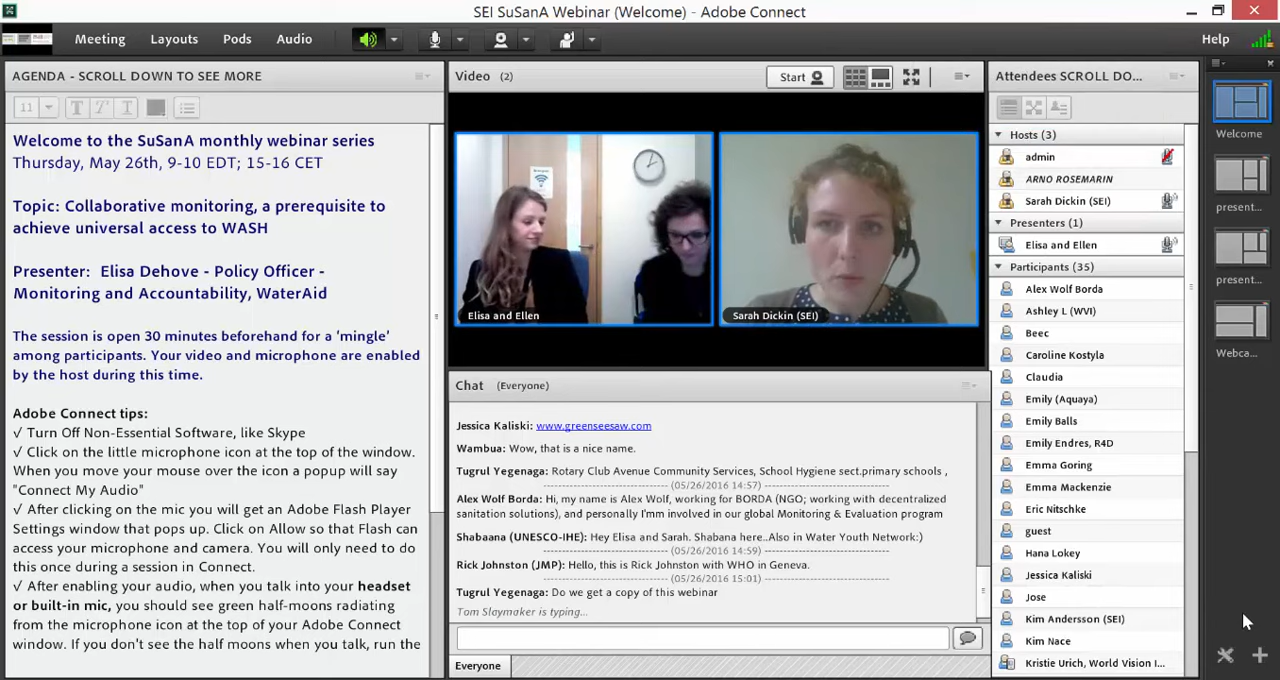 SEI SuSanA Webinar (Welcome) - Adobe Connect
Meeting Layouts Pods Audio Help
AGENDA - SCROLL DOWN TO SEE MORE
11
Welcome to the SuSanA monthly webinar series
Thursday, May 26th, 9-10 EDT; 15-16 CET
Topic: Collaborative monitoring, a prerequisite to
achieve universal access to WASH
Presenter:  Elisa Dehove - Policy Officer -
Monitoring and Accountability, WaterAid
The session is open 30 minutes beforehand for a ‘mingle’
among participants. Your video and microphone are enabled
by the host during this time.
Adobe Connect tips:
√ Turn Off Non-Essential Software, like Skype
√ Click on the little microphone icon at the top of the window.
When you move your mouse over the icon a popup will say
"Connect My Audio"
√ After clicking on the mic you will get an Adobe Flash Player
Settings window that pops up. Click on Allow so that Flash can
access your microphone and camera. You will only need to do
this once during a session in Connect.
√ After enabling your audio, when you talk into your headset
or built-in mic, you should see green half-moons radiating
from the microphone icon at the top of your Adobe Connect
window. If you don't see the half moons when you talk, run the
Video (2)
Start
Elisa and Ellen
Sarah Dickin (SEI)
Chat (Everyone)
Jessica Kaliski: www.greenseesaw.com
Wambua: Wow, that is a nice name.
Tugrul Yegenaga: Rotary Club Avenue Community Services, School Hygiene sect.primary schools ,
(05/26/2016 14:57)
Alex Wolf Borda: Hi, my name is Alex Wolf, working for BORDA (NGO; working with decentralized
sanitation solutions), and personally I'mm involved in our global Monitoring & Evaluation program
Shabaana (UNESCO-IHE): Hey Elisa and Sarah. Shabana here..Also in Water Youth Network:)
(05/26/2016 14:59)
Rick Johnston (JMP): Hello, this is Rick Johnston with WHO in Geneva.
(05/26/2016 15:01)
Tugrul Yegenaga: Do we get a copy of this webinar
Tom Slaymaker is typing...
Everyone
Attendees SCROLL DO...
Hosts (3)
admin
ARNO ROSEMARIN
Sarah Dickin (SEI)
Presenters (1)
Elisa and Ellen
Participants (35)
Alex Wolf Borda
Ashley L (WVI)
Beec
Caroline Kostyla
Claudia
Emily (Aquaya)
Emily Balls
Emily Endres, R4D
Emma Goring
Emma Mackenzie
Eric Nitschke
guest
Hana Lokey
Jessica Kaliski
Jose
Kim Andersson (SEI)
Kim Nace
Kristie Urich, World Vision I...
Welcome
present...
present...
Webca...